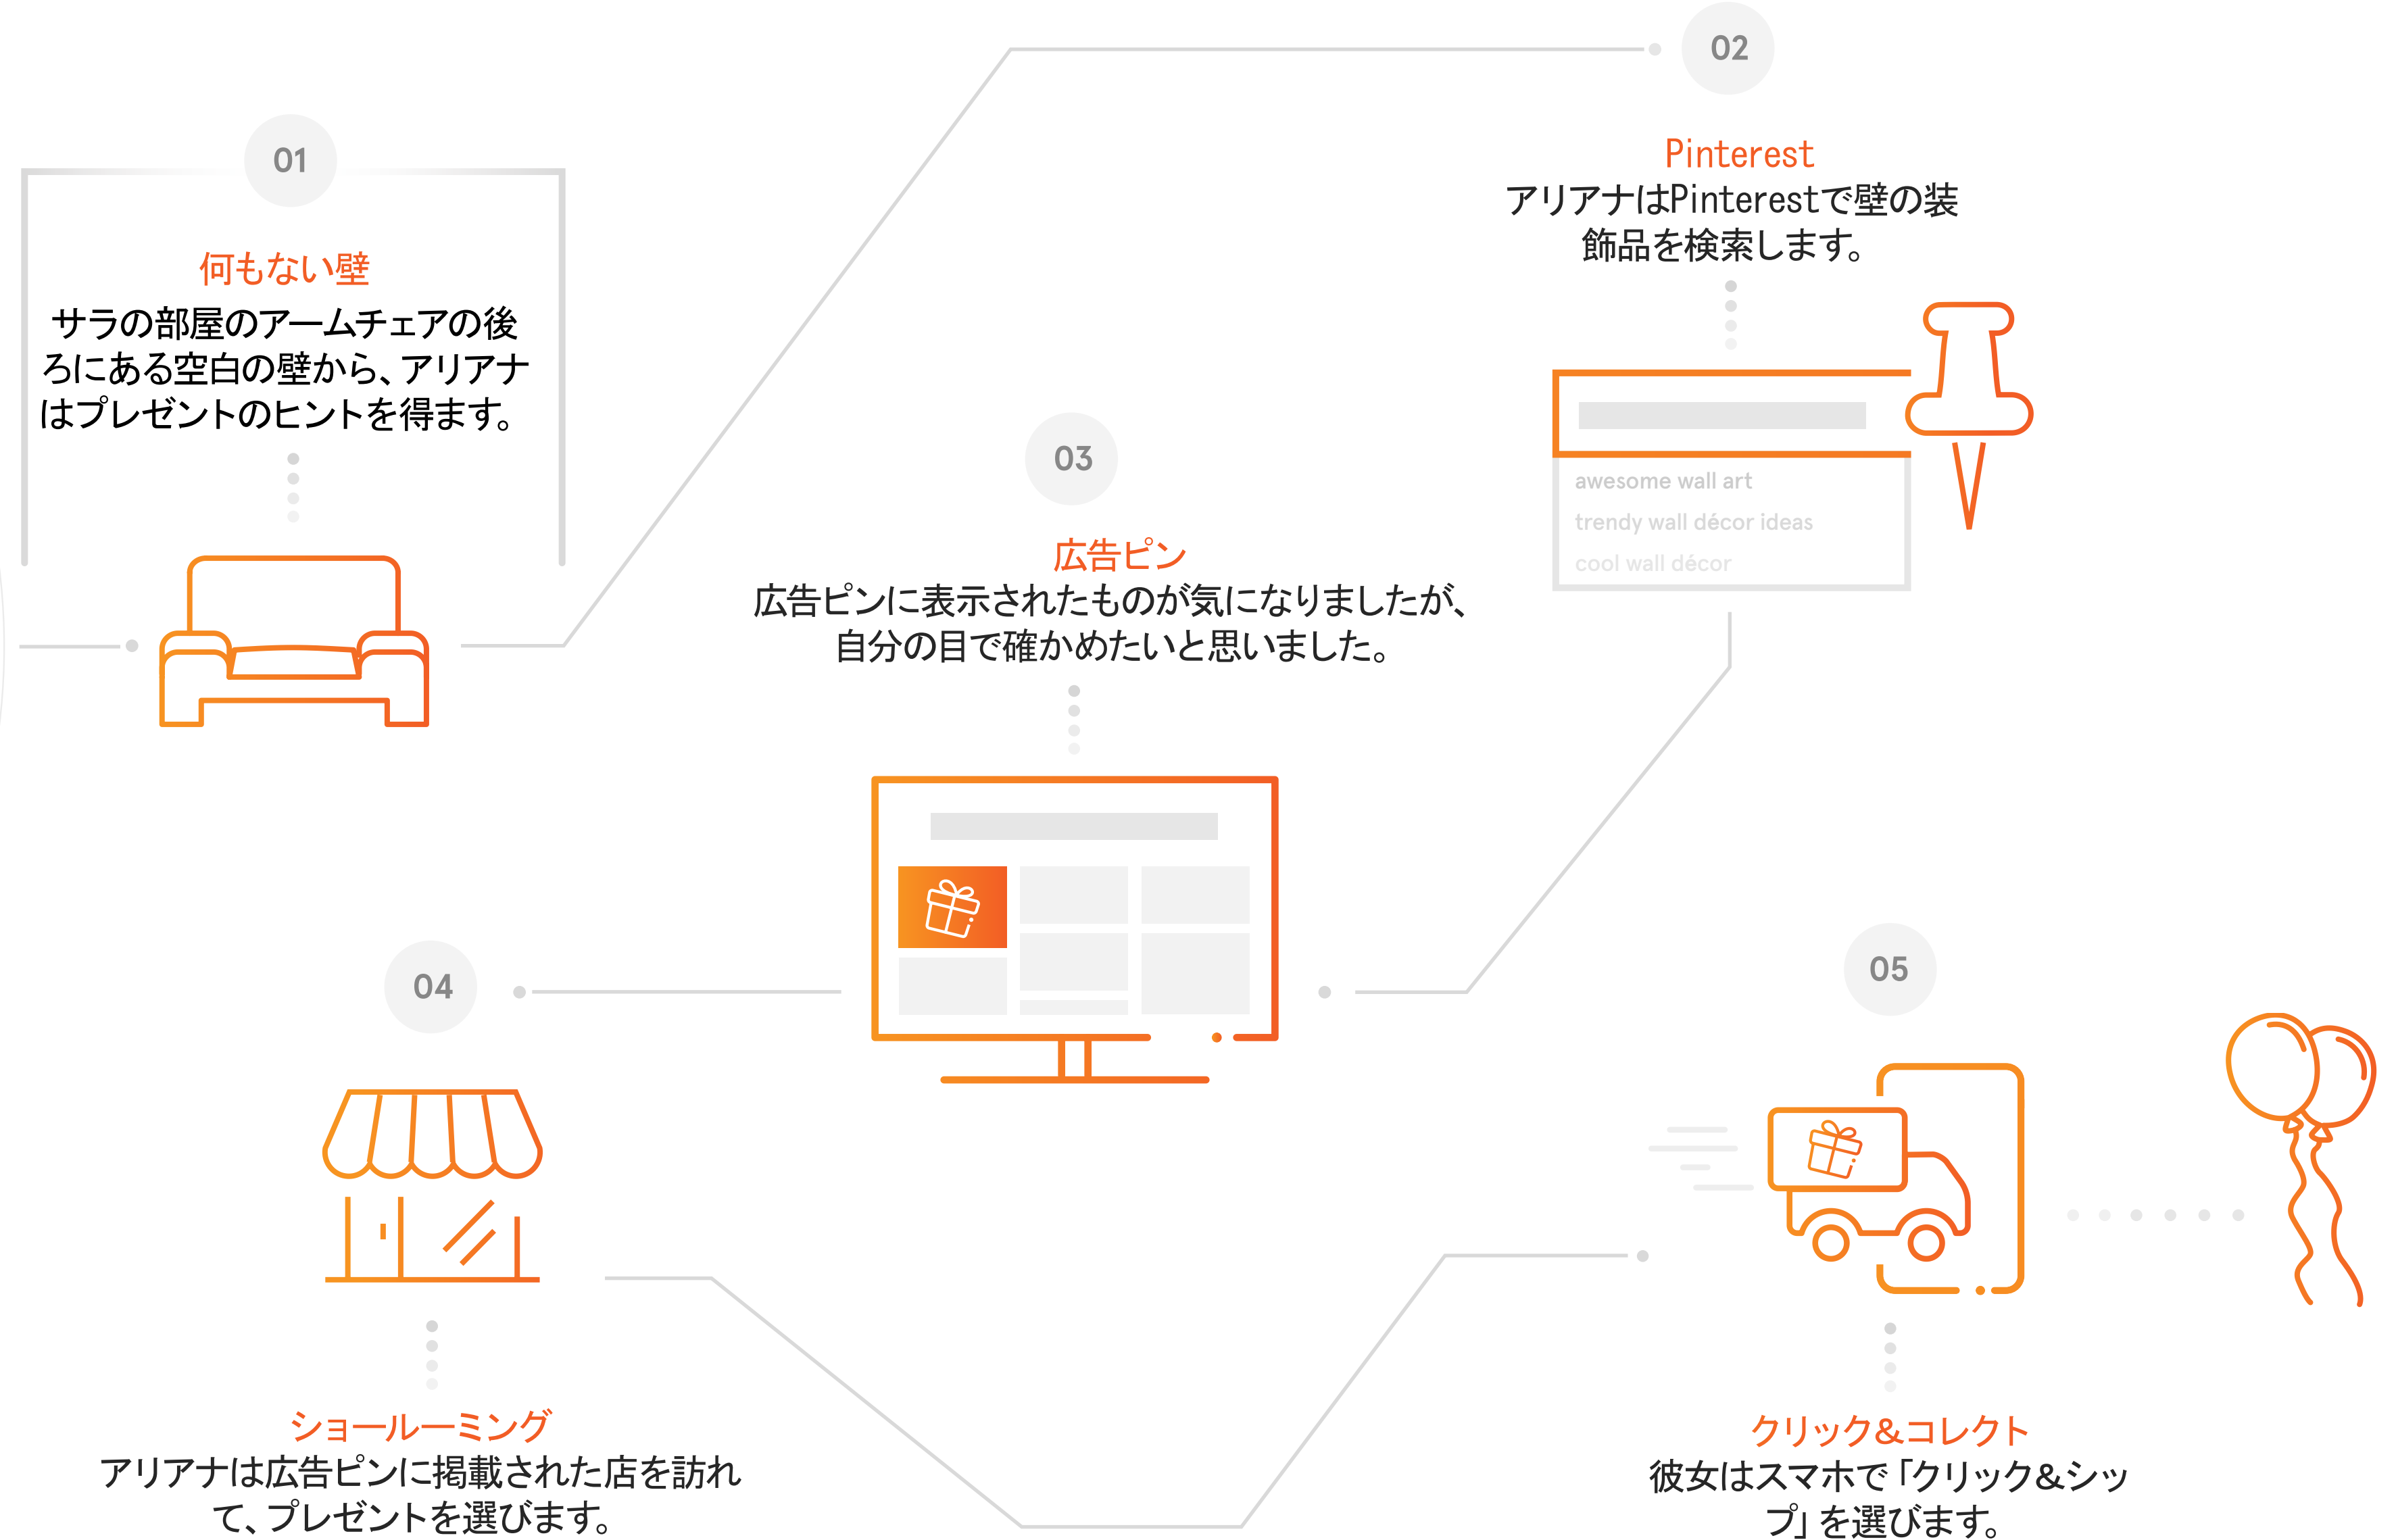 01
何もない壁
サラの部屋のアームチェアの後
ろにある空白の壁から、アリアナ
はプレゼントのヒントを得ます。
02
Pinterest
アリアナはPinterestで壁の装
飾品を検索します。
awesome wall art
trendy wall décor ideas
cool wall décor
03
広告ピン
広告ピンに表示されたものが気になりましたが、
自分の目で確かめたいと思いました。
04
ショールーミング
アリアナは広告ピンに掲載された店を訪れ
て、プレゼントを選びます。
05
クリック&コレクト
彼女はスマホで「クリック&シッ
プ」を選びます。